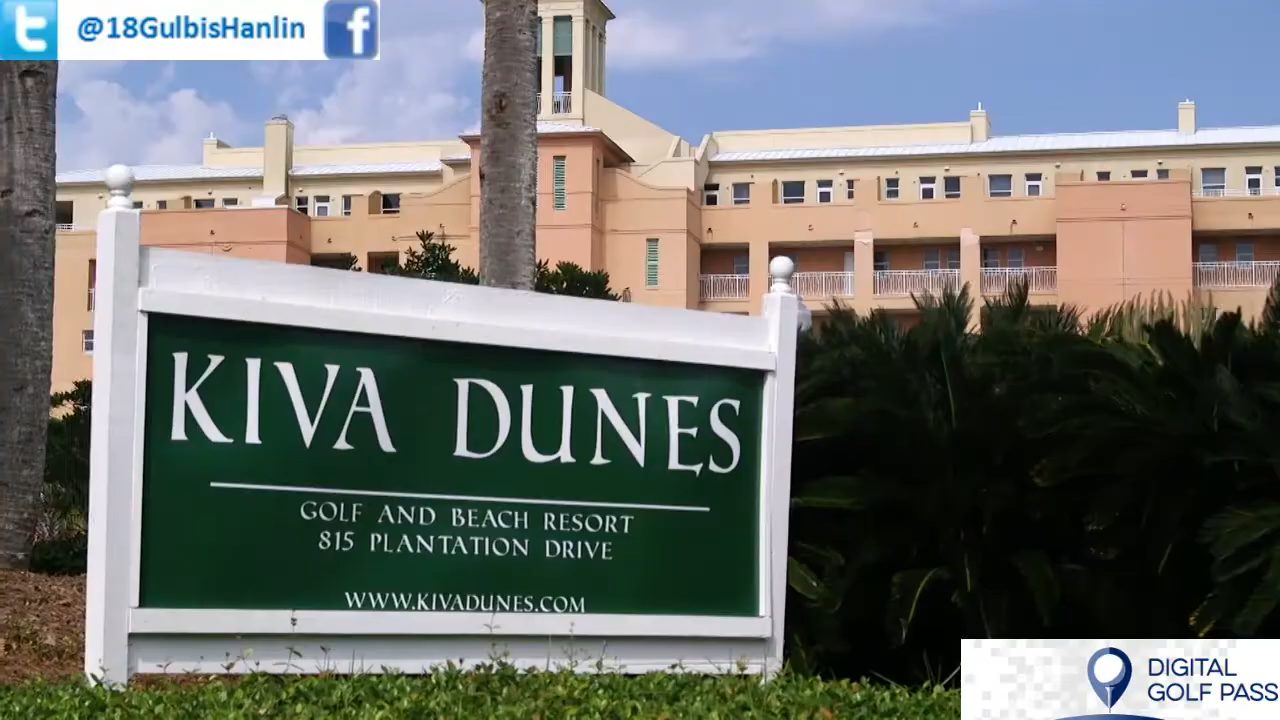 @18GulbisHanlin
KIVA DUNES
GOLF AND BEACH RESORT
815 PLANTATION DRIVE
WWW.KIVADUNES.COM
DIGITAL
GOLF PASS